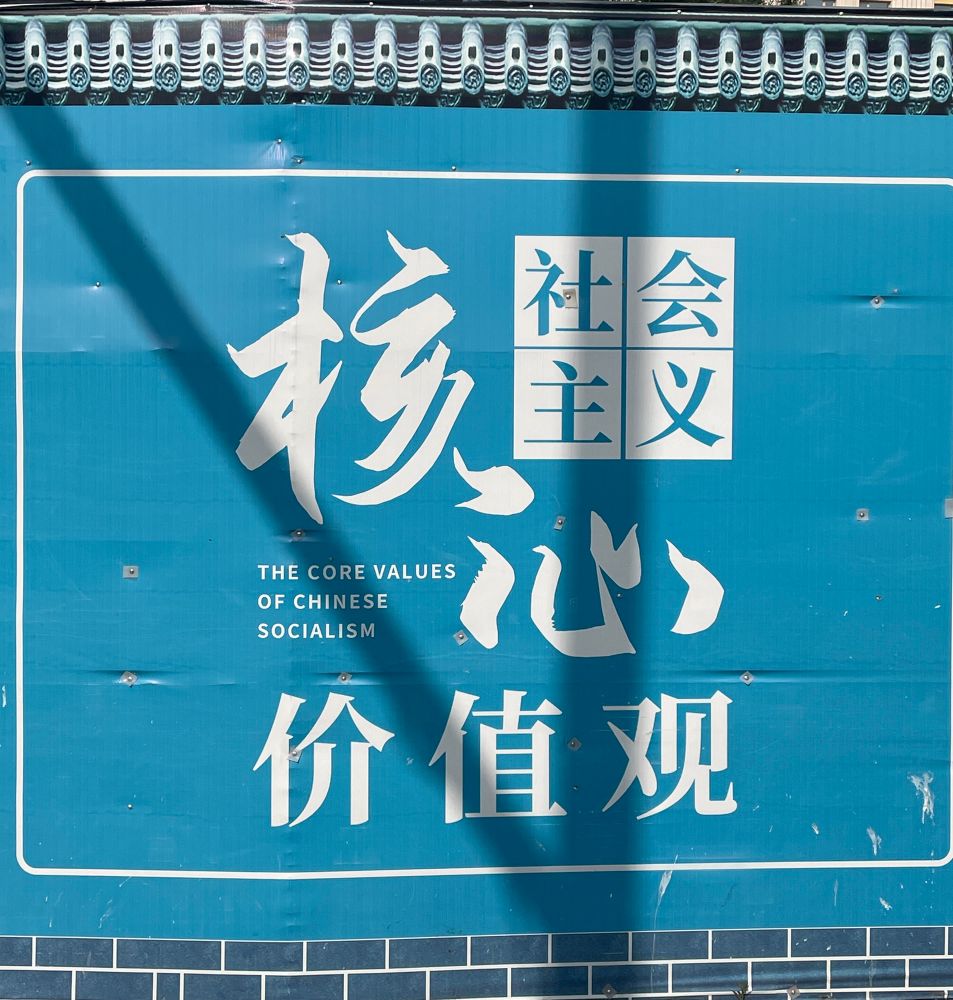 社会
主义
核心
THE CORE VALUES
OF CHINESE
SOCIALISM
价值观